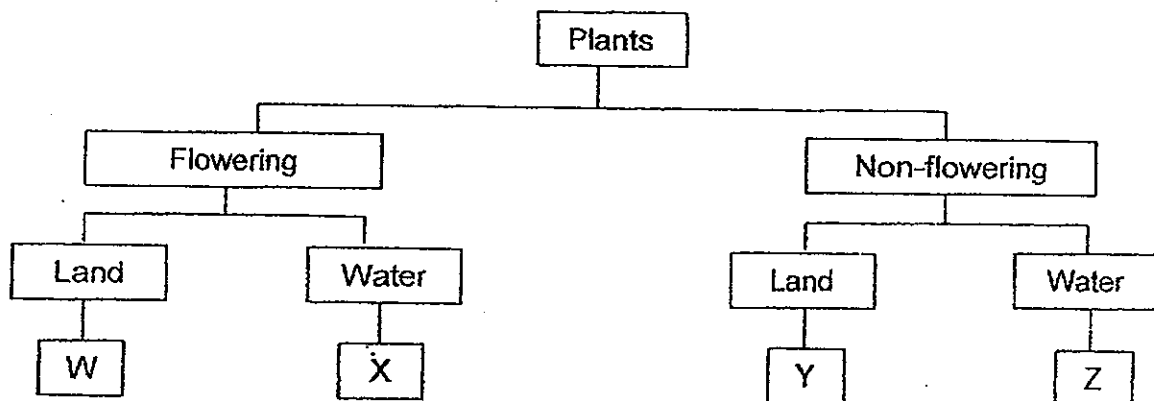 Plants
Flowering
Non-flowering
Land
Water
Land
Water
W
X
Y
Z